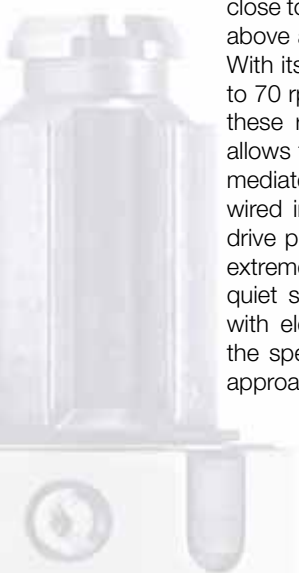 close to
above a
With its
to 70 rp
these r
allows
mediate
wired in
drive p
extreme
quiet s
with ele
the spe
approa